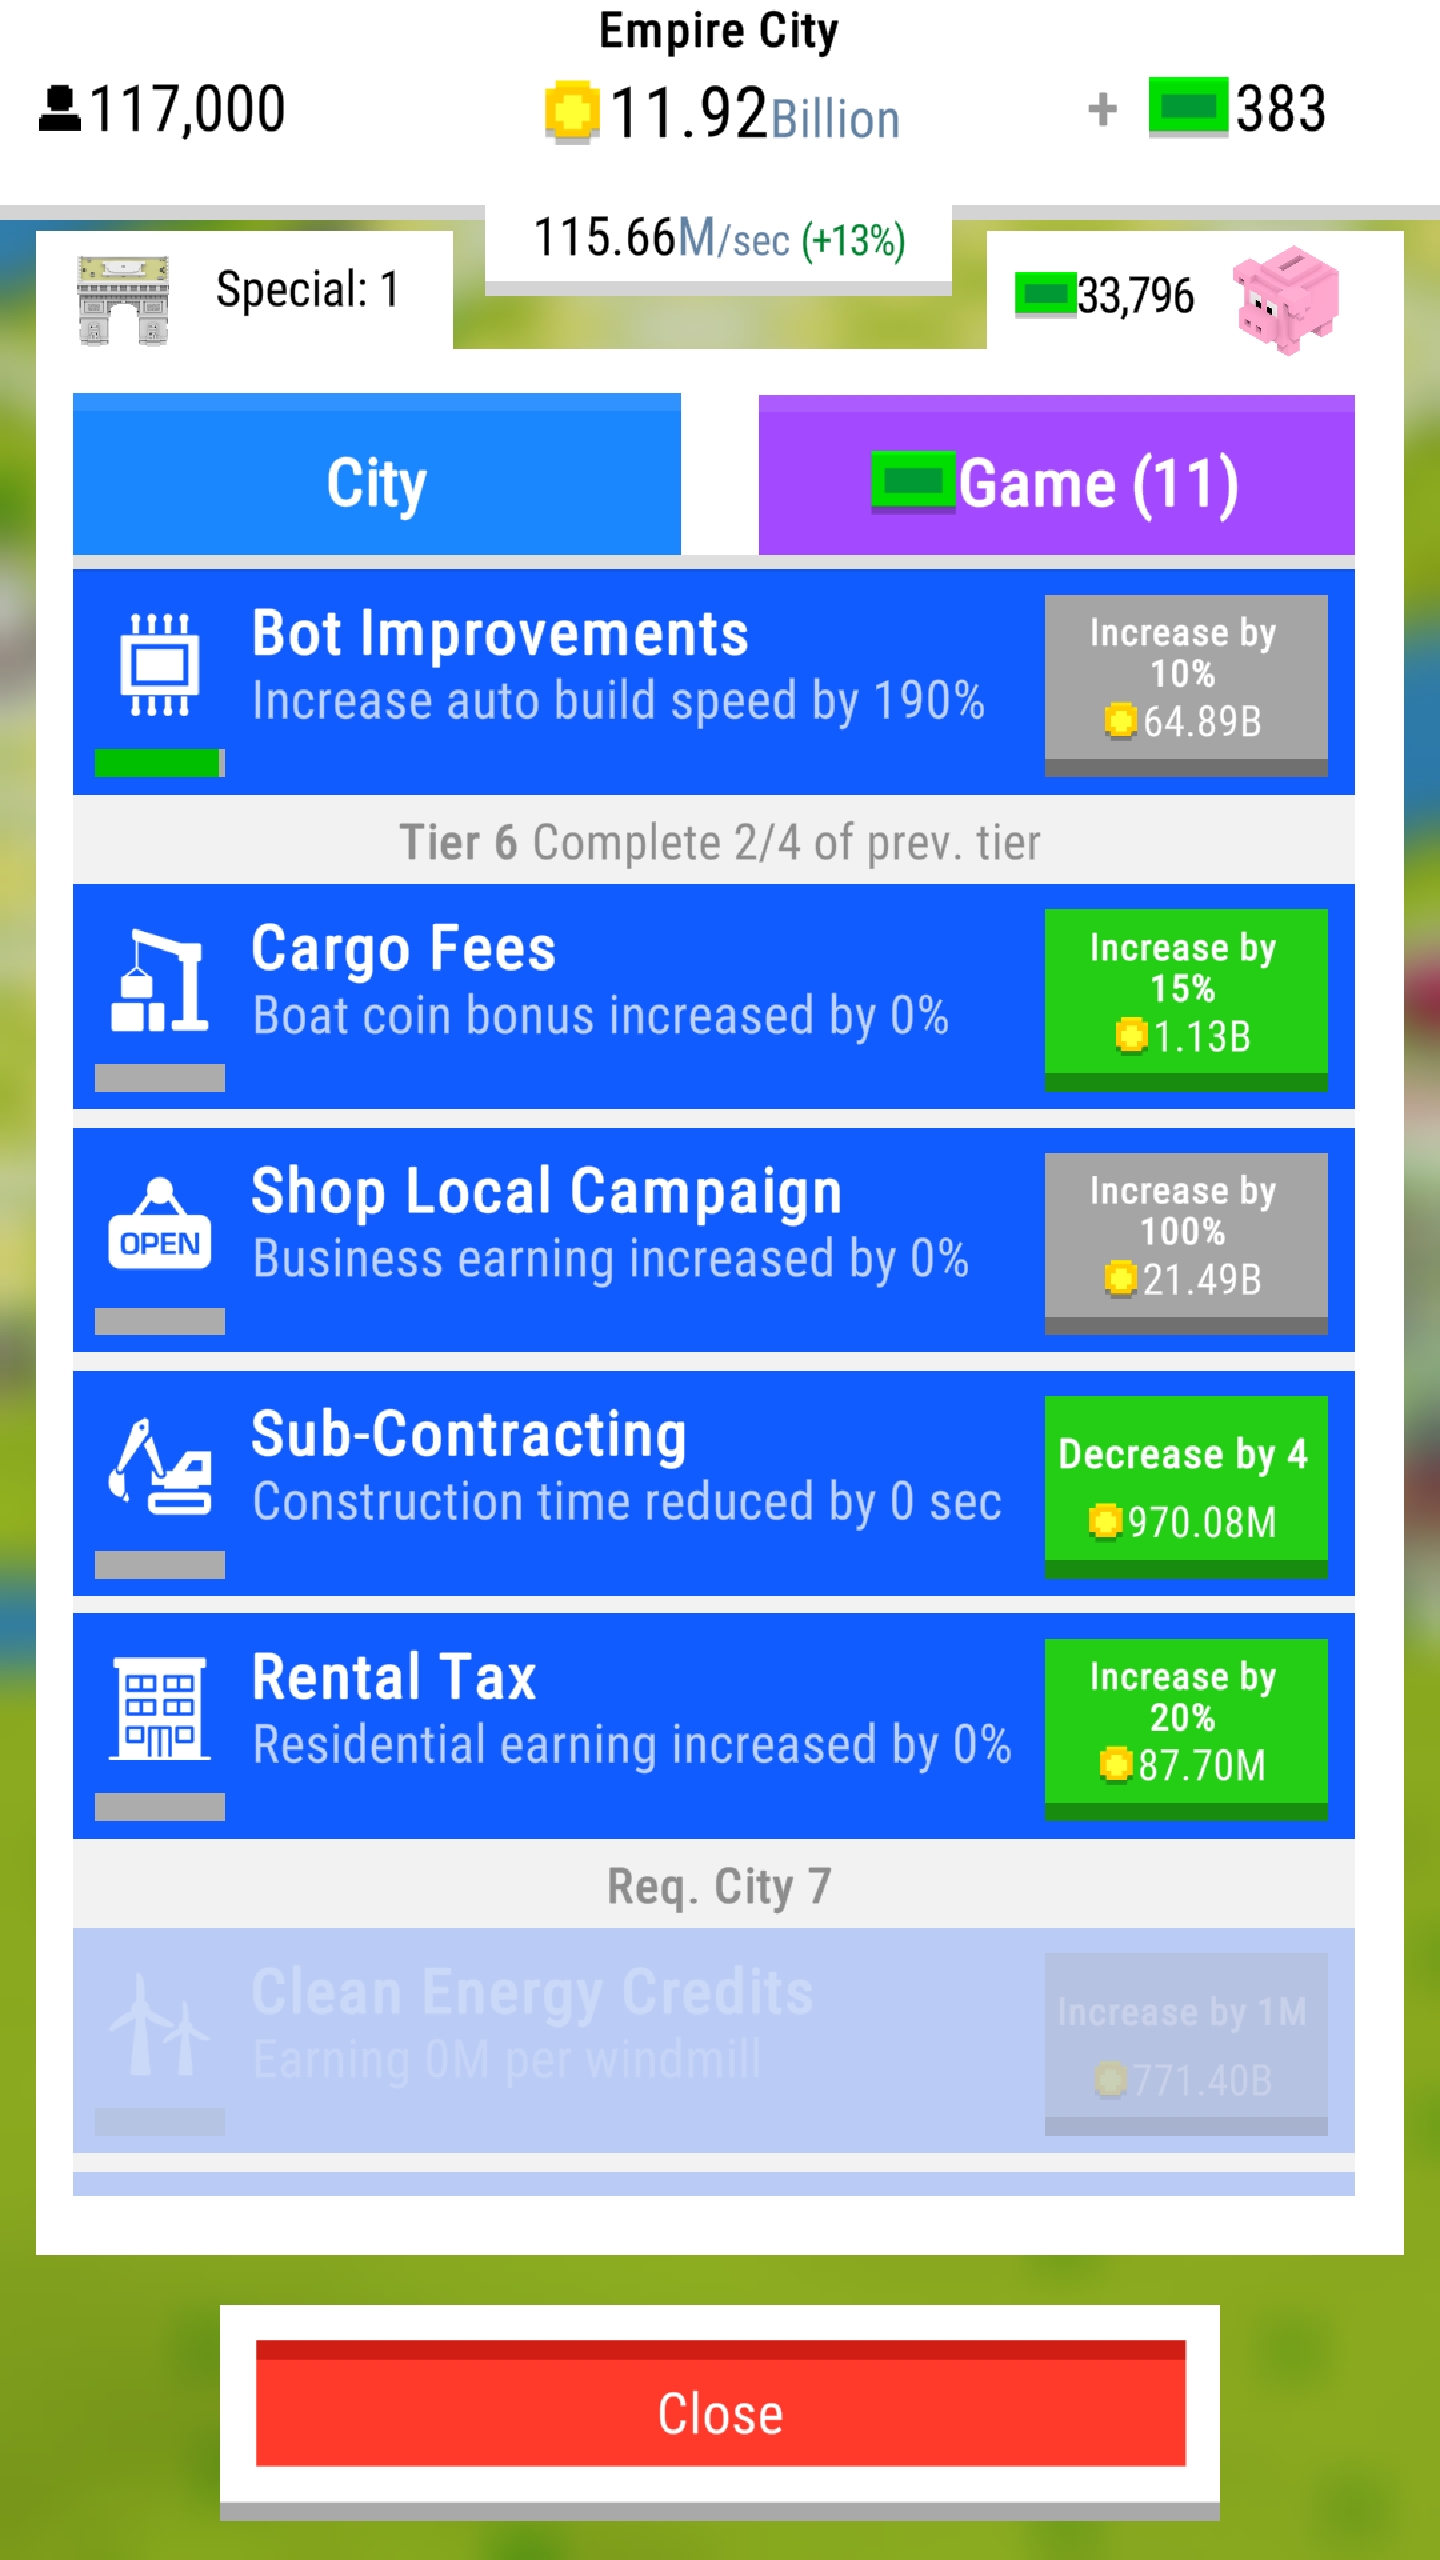 Empire City
117,000
11.92Billion
+ 383
115.66M/sec (+13%)
Special: 1
33,796
City
Game (11)
Bot Improvements
Increase auto build speed by 190%
Increase by
10%
64.89B
Tier 6 Complete 2/4 of prev. tier
Cargo Fees
Boat coin bonus increased by 0%
Increase by
15%
1.13B
OPEN
Shop Local Campaign
Business earning increased by 0%
Increase by
100%
21.49B
Sub-Contracting
Construction time reduced by 0 sec
Decrease by 4
970.08M
Rental Tax
Residential earning increased by 0%
Increase by
20%
87.70M
Req. City 7
Clean Energy Credits
Earning 0M per windmill
Increase by 1M
771.40B
Close